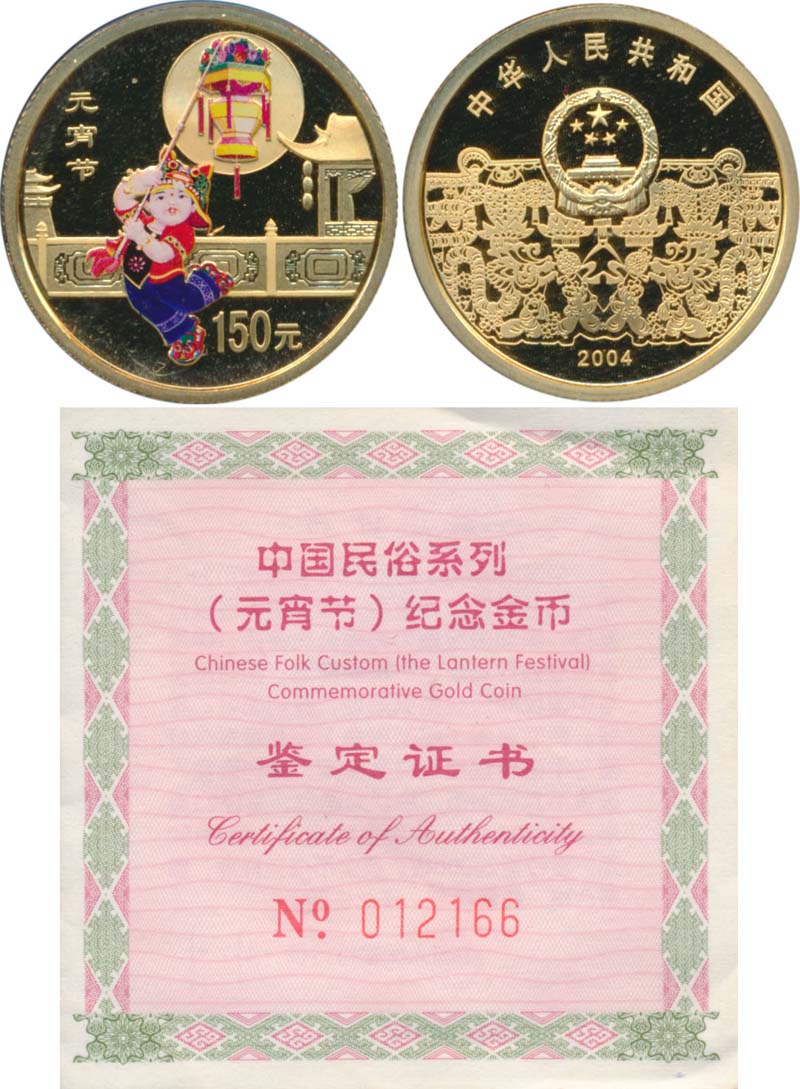 元宵节
150元
中华人民共和国
2004
中国民俗系列
（元宵节）纪念金币
Chinese Folk Custom (the Lantern Festival)
Commemorative Gold Coin
鉴定证书
Certificate of Authenticity
Nº 012166